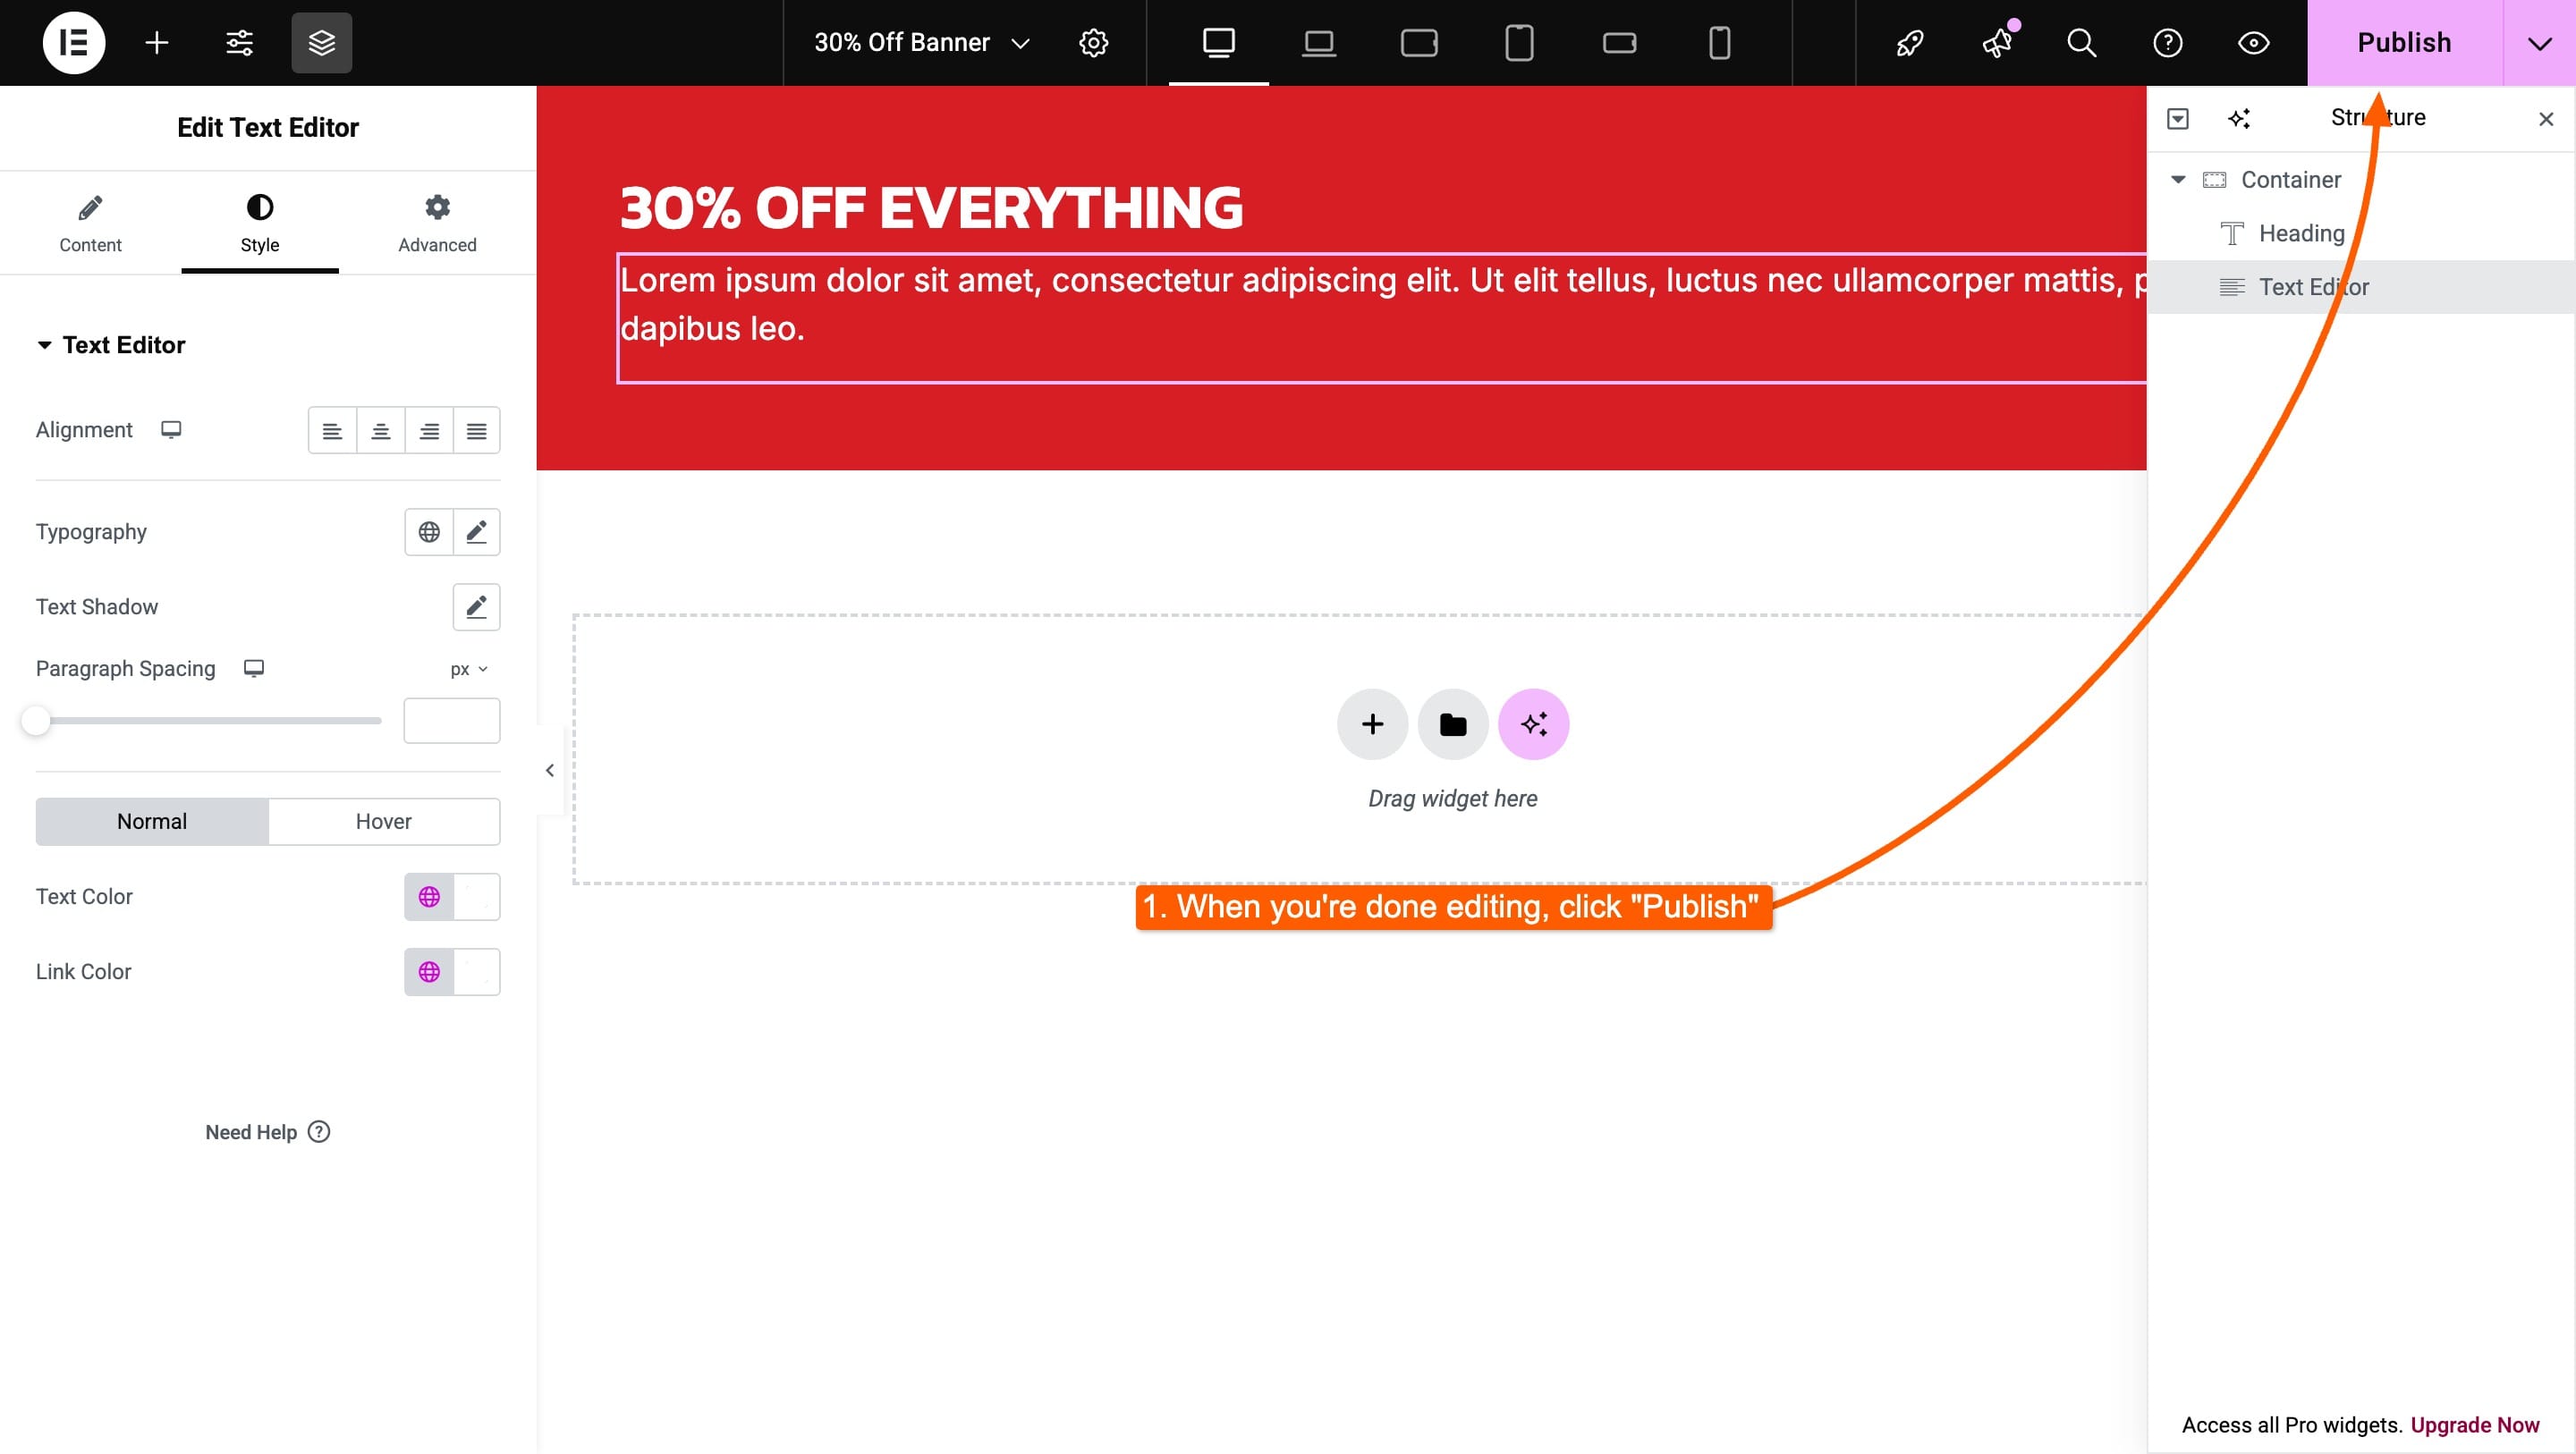 30% Off Banner
Publish
Edit Text Editor
Content
Style
Advanced
Text Editor
Alignment
Typography
Text Shadow
Paragraph Spacing
px
Normal
Hover
Text Color
Link Color
Need Help
30% OFF EVERYTHING
Lorem ipsum dolor sit amet, consectetur adipiscing elit. Ut elit tellus, luctus nec ullamcorper mattis,
dapibus leo.
Drag widget here
1. When you're done editing, click "Publish"
Structure
Container
Heading
Text Editor
Access all Pro widgets. Upgrade Now